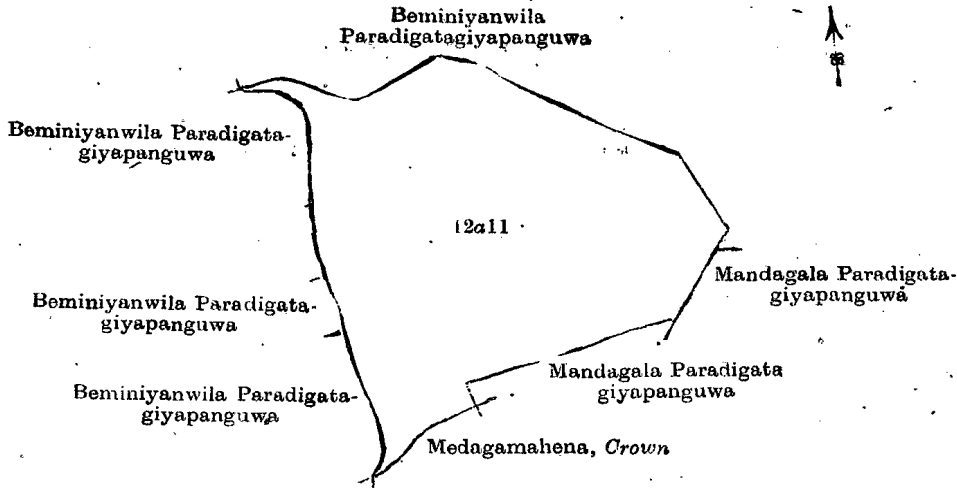 Beminiyanwila
Paradigatagiyapanguwa
Beminiyanwila Paradigata-
giyapanguwa
12a11
Mandagala Paradigata-
giyapanguwa
Beminiyanwila Paradigata-
giyapanguwa
Mandagala Paradigata
giyapanguwa
Beminiyanwila Paradigata-
giyapanguwa
Medagamahena, Crown